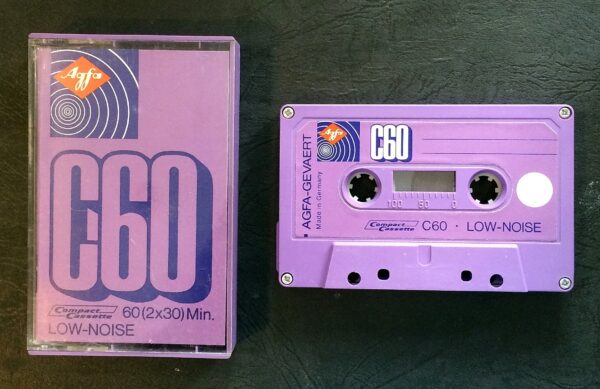 Agfa
C60
Compact
Cassette
60(2x30)Min.
LOW-NOISE
Agfa
C60
AGFA-GEVAERT
Made in Germany
100 50 0
Compact
Cassette
C60 · LOW-NOISE